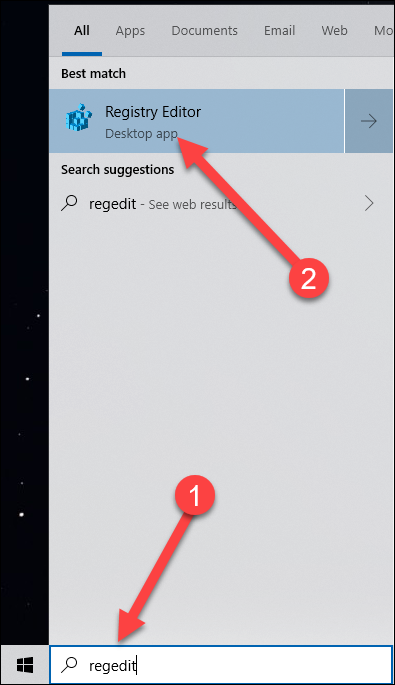 All Apps Documents Email Web Mo
Best match
Registry Editor
Desktop app
Search suggestions
regedit - See web results
2
1
regedit